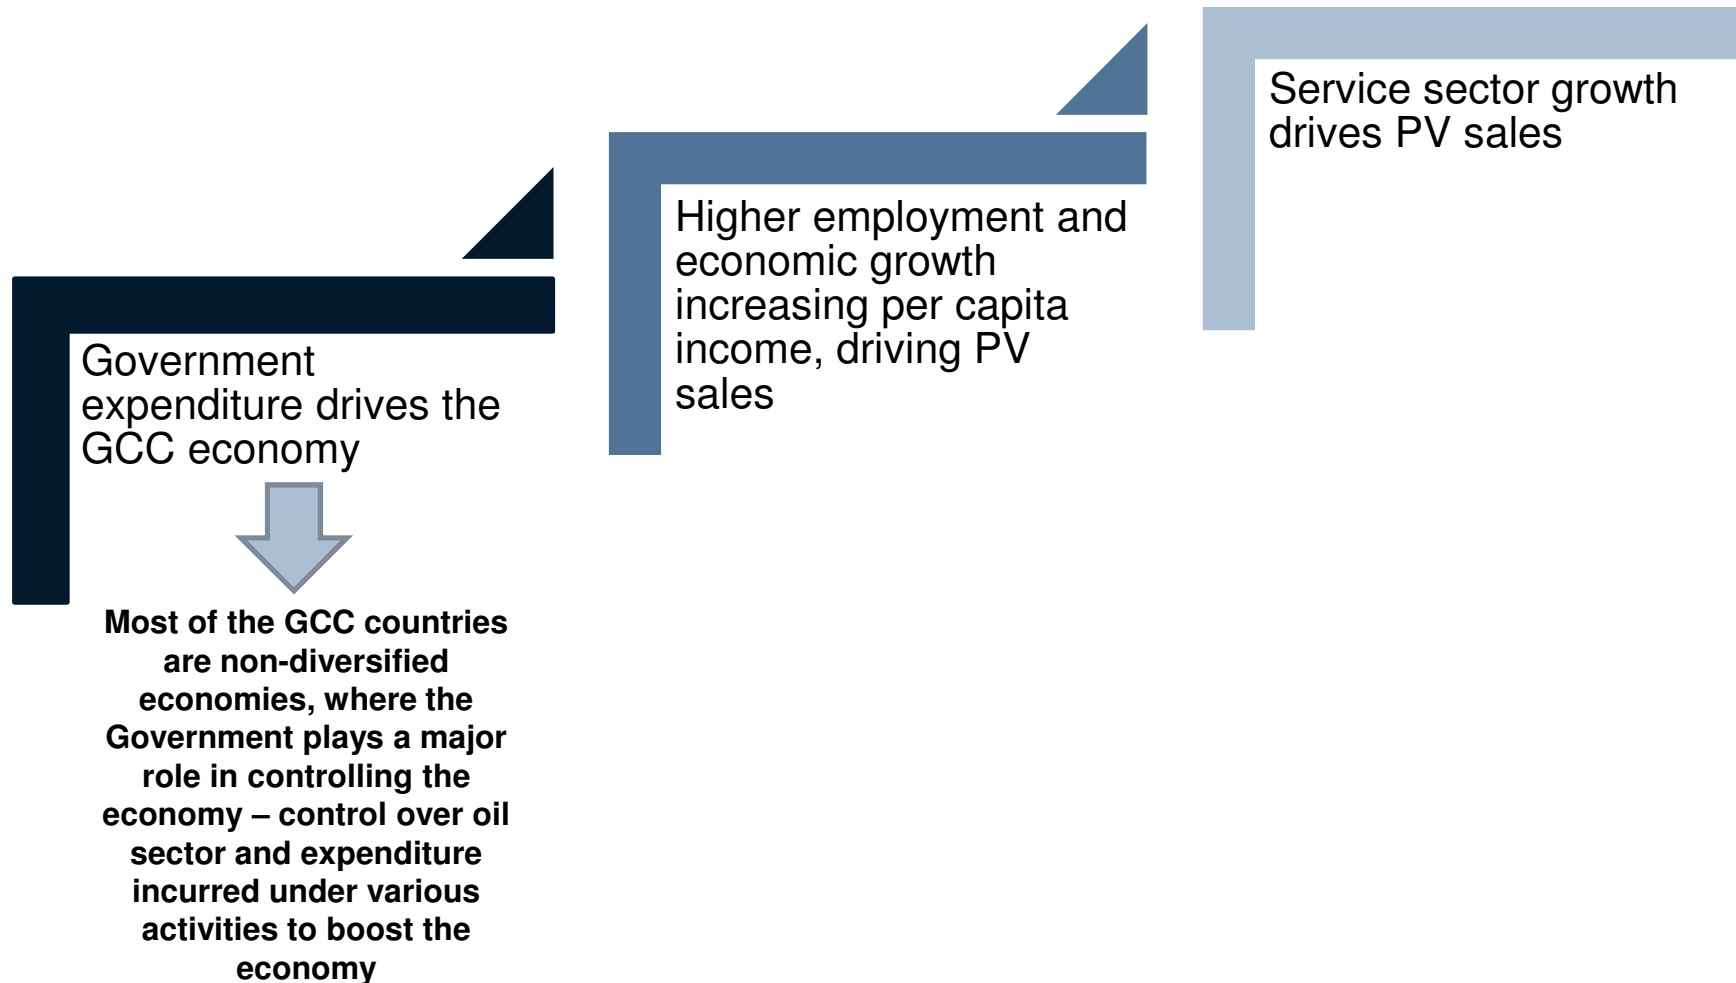 Government
expenditure drives the
GCC economy
Most of the GCC countries
are non-diversified
economies, where the
Government plays a major
role in controlling the
economy – control over oil
sector and expenditure
incurred under various
activities to boost the
economy
Higher employment and
economic growth
increasing per capita
income, driving PV
sales
Service sector growth
drives PV sales